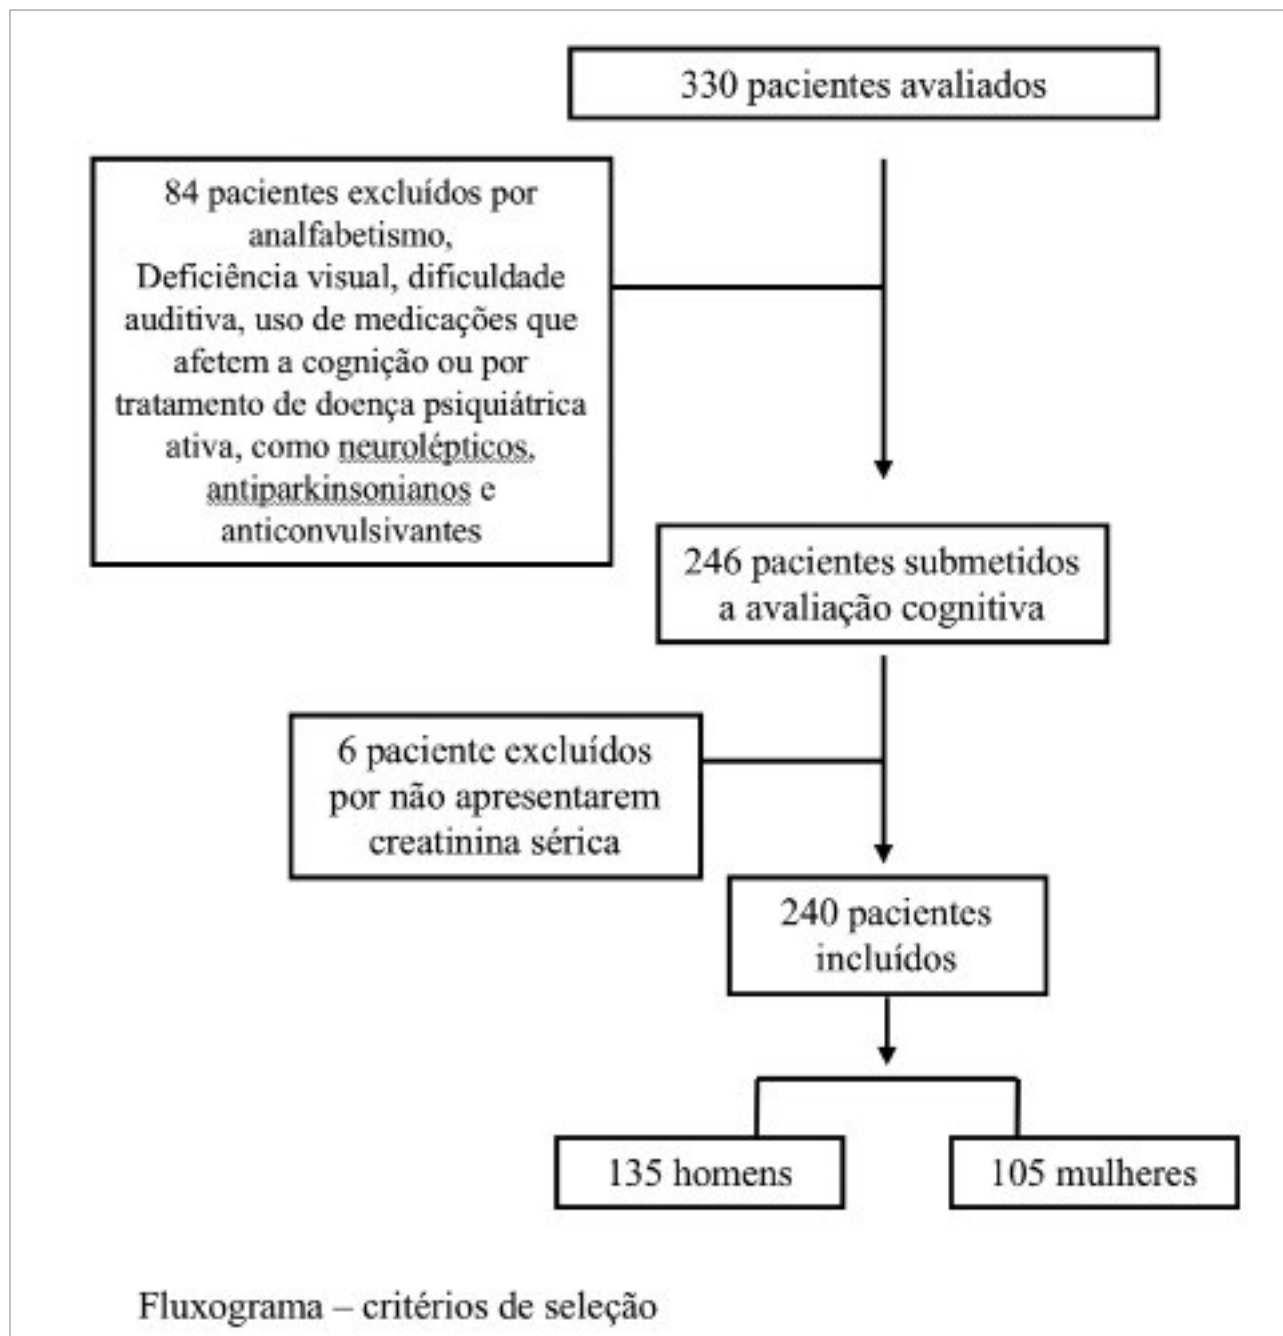 330 pacientes avaliados
84 pacientes excluídos por
analfabetismo,
Deficiência visual, dificuldade
auditiva, uso de medicações que
afetem a cognição ou por
tratamento de doença psiquiátrica
ativa, como neurolépticos,
antiparkinsonianos e
anticonvulsivantes
246 pacientes submetidos
a avaliação cognitiva
6 paciente excluídos
por não apresentarem
creatinina sérica
240 pacientes
incluídos
135 homens
105 mulheres
Fluxograma – critérios de seleção